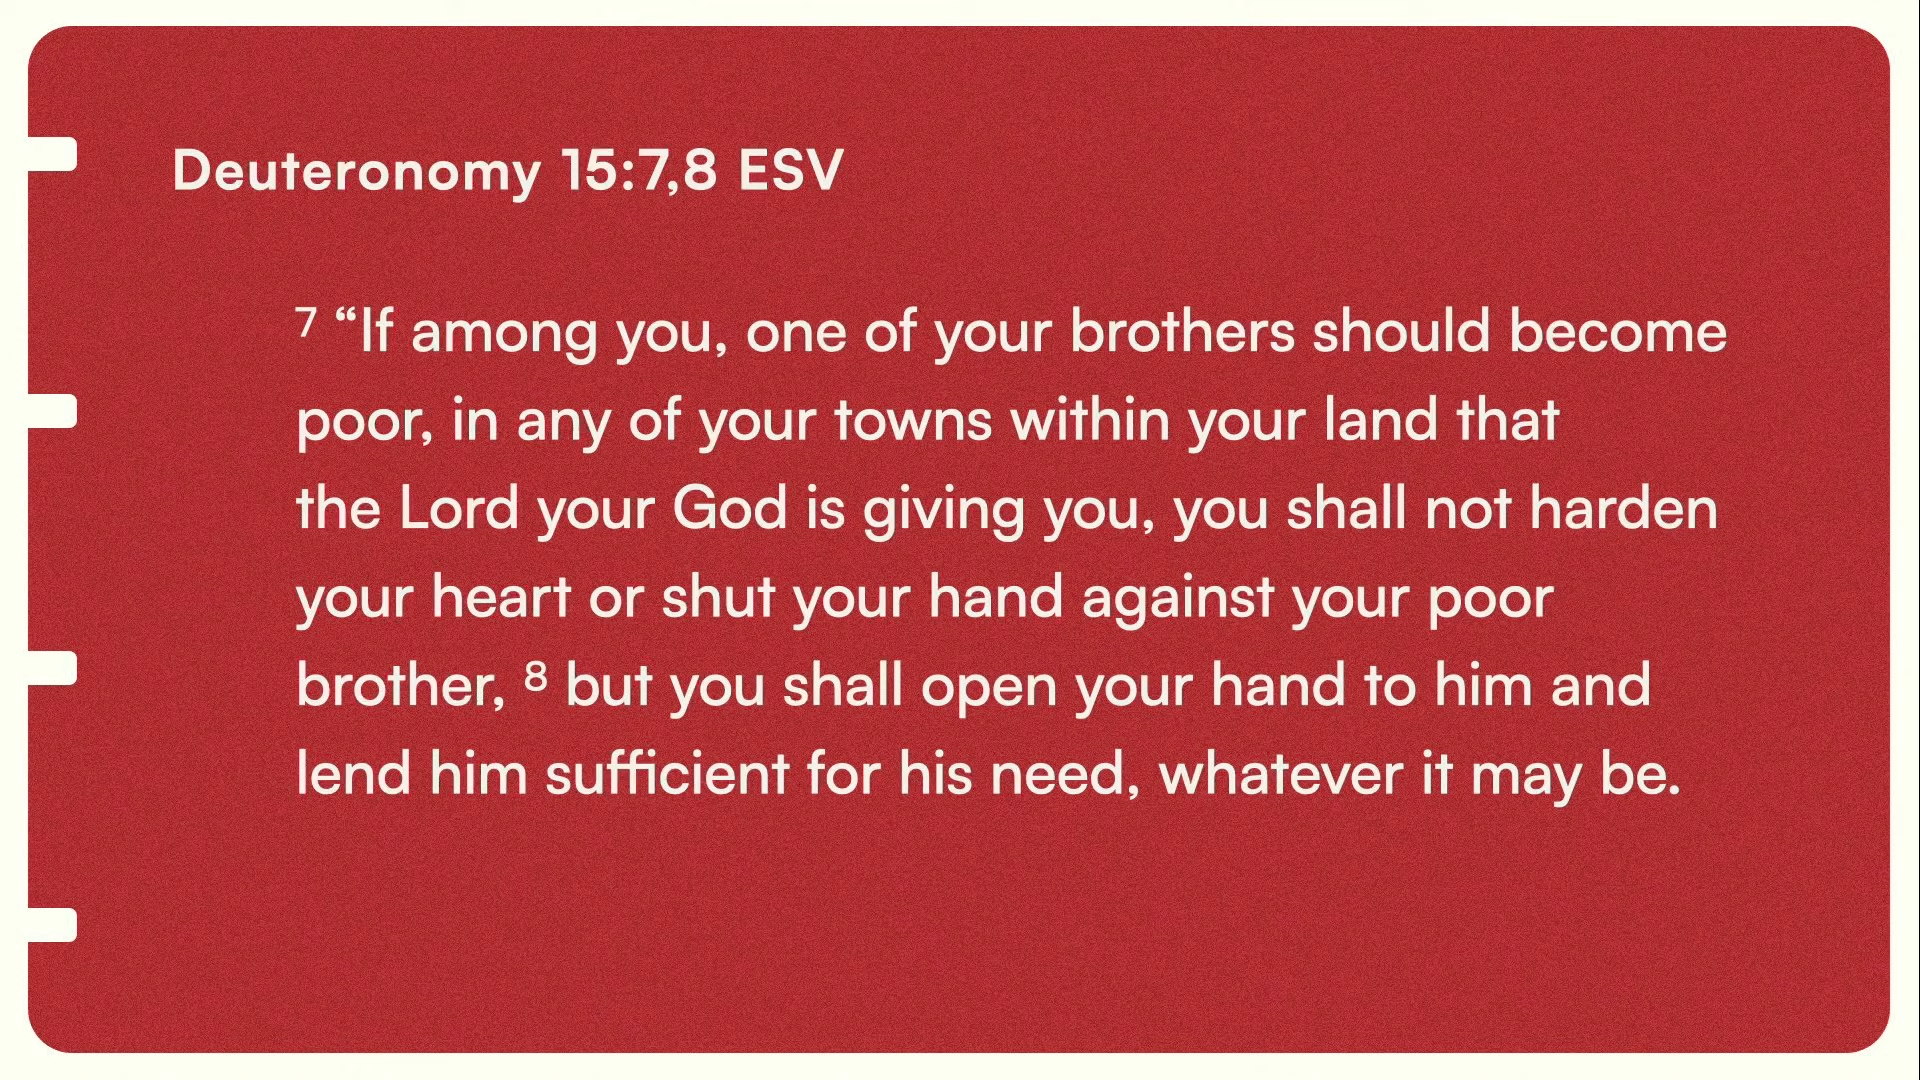 Deuteronomy 15:7,8 ESV
⁷ “If among you, one of your brothers should become
poor, in any of your towns within your land that
the Lord your God is giving you, you shall not harden
your heart or shut your hand against your poor
brother, ⁸ but you shall open your hand to him and
lend him sufficient for his need, whatever it may be.